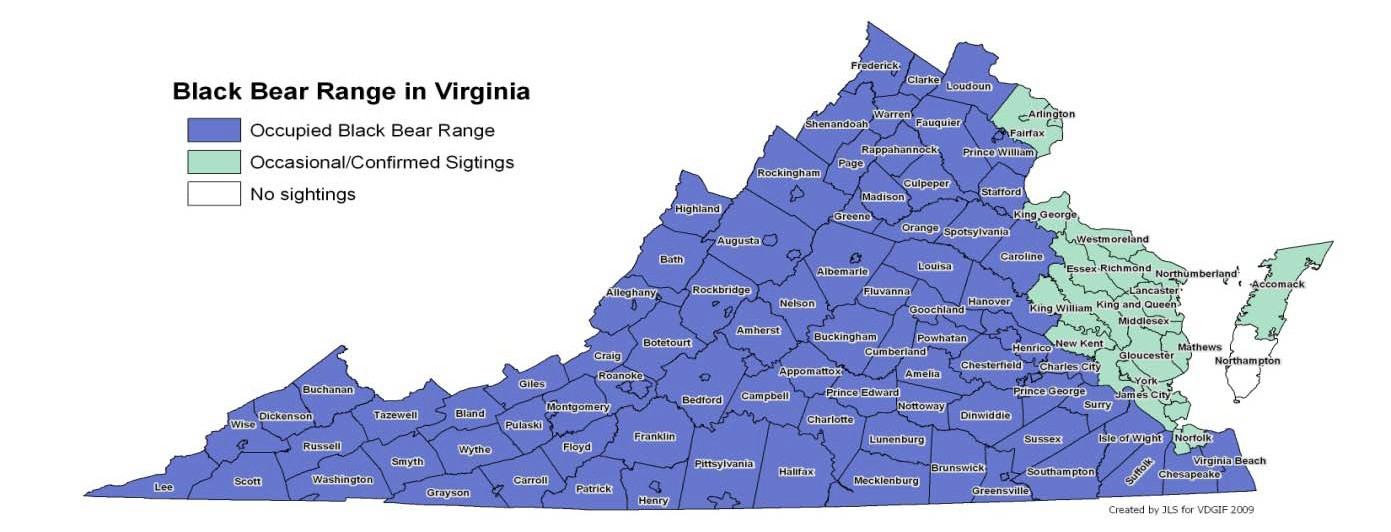 Black Bear Range in Virginia
Occupied Black Bear Range
Occasional/Confirmed Sigtings
No sightings
Frederick
Clarke
Loudoun
Arlington
Shenandoah
Warren
Fauquier
Fairfax
Rappahannock
Prince William
Page
Rockingham
Culpeper
Madison
Stafford
Highland
Greene
King George
Orange
Spotsylvania
Augusta
Westmoreland
Caroline
Bath
Albemarle
Louisa
Essex
Richmond
Northumberland
Accomack
Alleghany
Rockbridge
Nelson
Fluvanna
Lancaster
Goochland
Hanover
King William
King and Queen
Middlesex
Amherst
Buckingham
Powhatan
Botetourt
Cumberland
Henrico
New Kent
Mathews
Craig
Gloucester
Northampton
Chesterfield
Charles City
Roanoke
Appomattox
Amelia
Giles
York
Buchanan
Bedford
Campbell
Prince Edward
Prince George
James City
Montgomery
Nottoway
Surry
Dickenson
Tazewell
Bland
Wise
Pulaski
Charlotte
Dinwiddie
Franklin
Lunenburg
Sussex
Isle of Wight
Norfolk
Russell
Wythe
Floyd
Smyth
Pittsylvania
Halifax
Brunswick
Southampton
Suffolk
Virginia Beach
Chesapeake
Lee
Scott
Washington
Carroll
Mecklenburg
Patrick
Grayson
Henry
Greensville
Created by JLS for VDGIF 2009